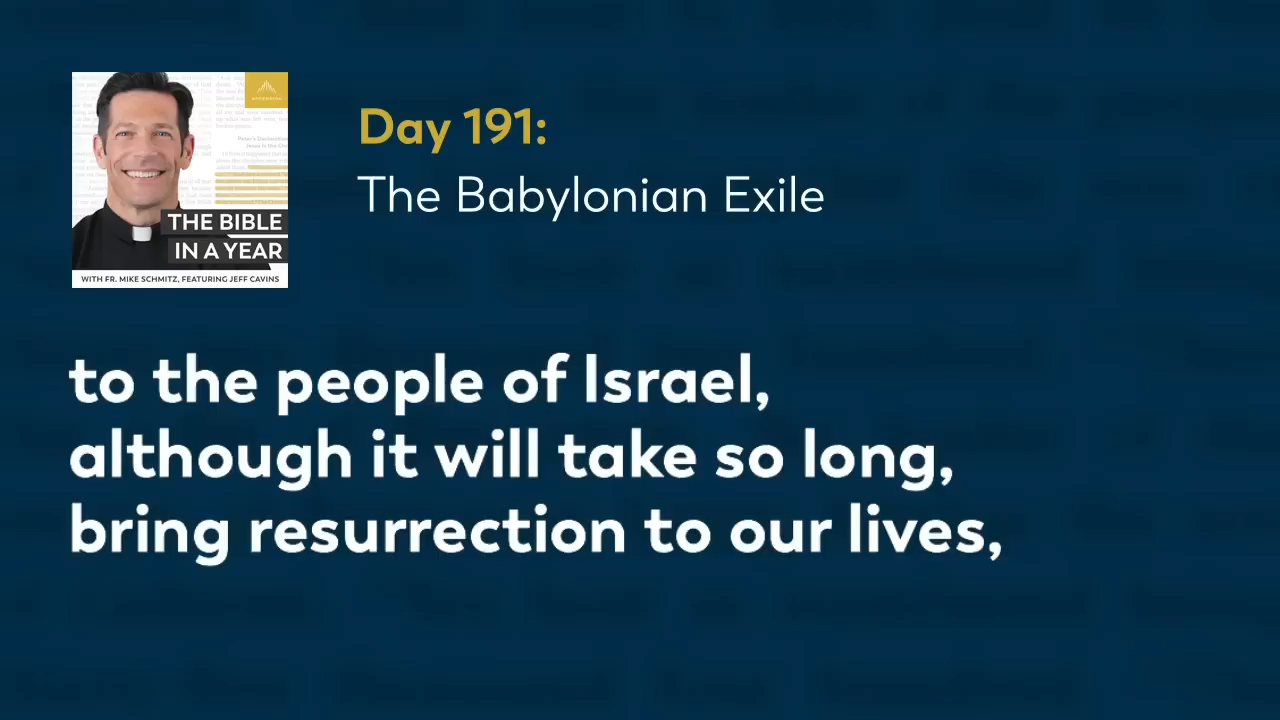 Day 191:
The Babylonian Exile
THE BIBLE
IN A YEAR
WITH FR. MIKE SCHMITZ, FEATURING JEFF CAVINS
to the people of Israel,
although it will take so long,
bring resurrection to our lives,